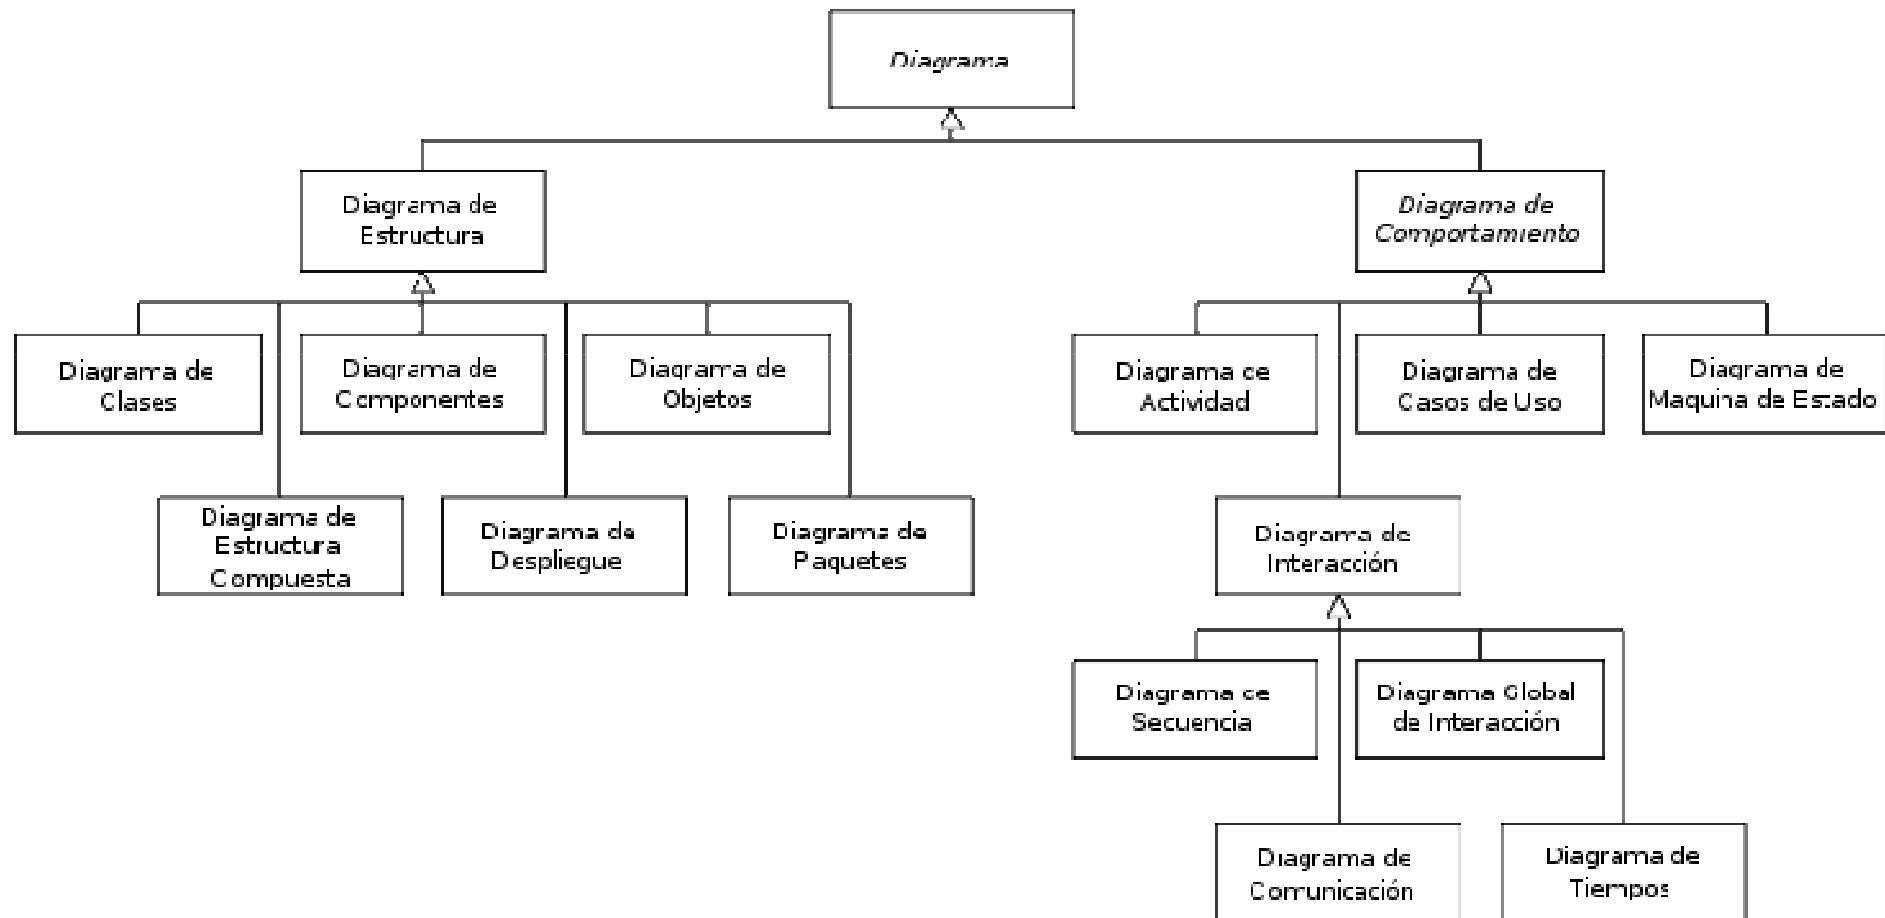 Diagrama
Diagrama de
Estructura
Diagrama de
Comportamiento
Diagrama de
Clases
Diagrama de
Componentes
Diagrama de
Objetos
Diagrama de
Actividad
Diagrama de
Casos de Uso
Diagrama de
Maquina de Estado
Diagrama de
Estructura
Compuesta
Diagrama de
Despliegue
Diagrama de
Paquetes
Diagrama de
Interacción
Diagrama de
Secuencia
Diagrama Global
de Interacción
Diagrama de
Comunicación
Diagrama de
Tiempos